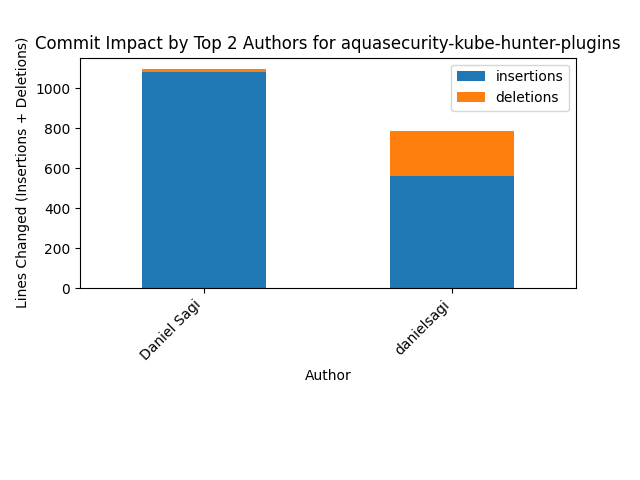 Commit Impact by Top 2 Authors for aquasecurity-kube-hunter-plugins
insertions
deletions
Lines Changed (Insertions + Deletions)
1000
800
600
400
200
0
Daniel Sagi
danielsagi
Author